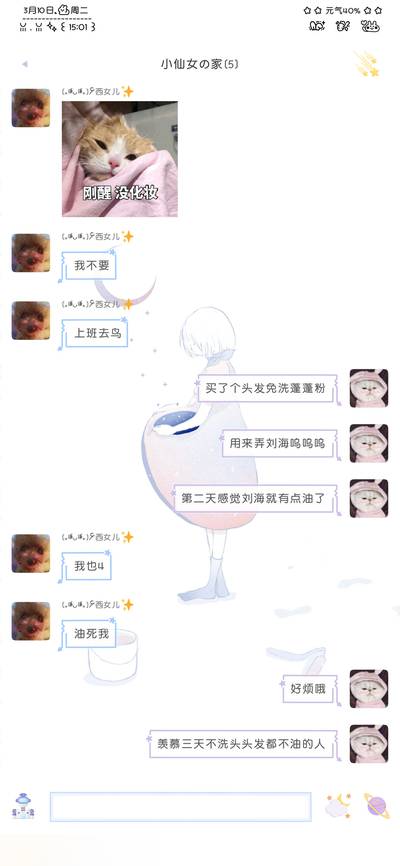 3月10日 周二
元气40%
15:01
小仙女の家(5)
西女儿
刚醒 没化妆
西女儿
我不要
西女儿
上班去鸟
买了个头发免洗蓬蓬粉
用来弄刘海呜呜呜
第二天感觉刘海就有点油了
西女儿
我也4
西女儿
油死我
好烦哦
羡慕三天不洗头头发都不油的人